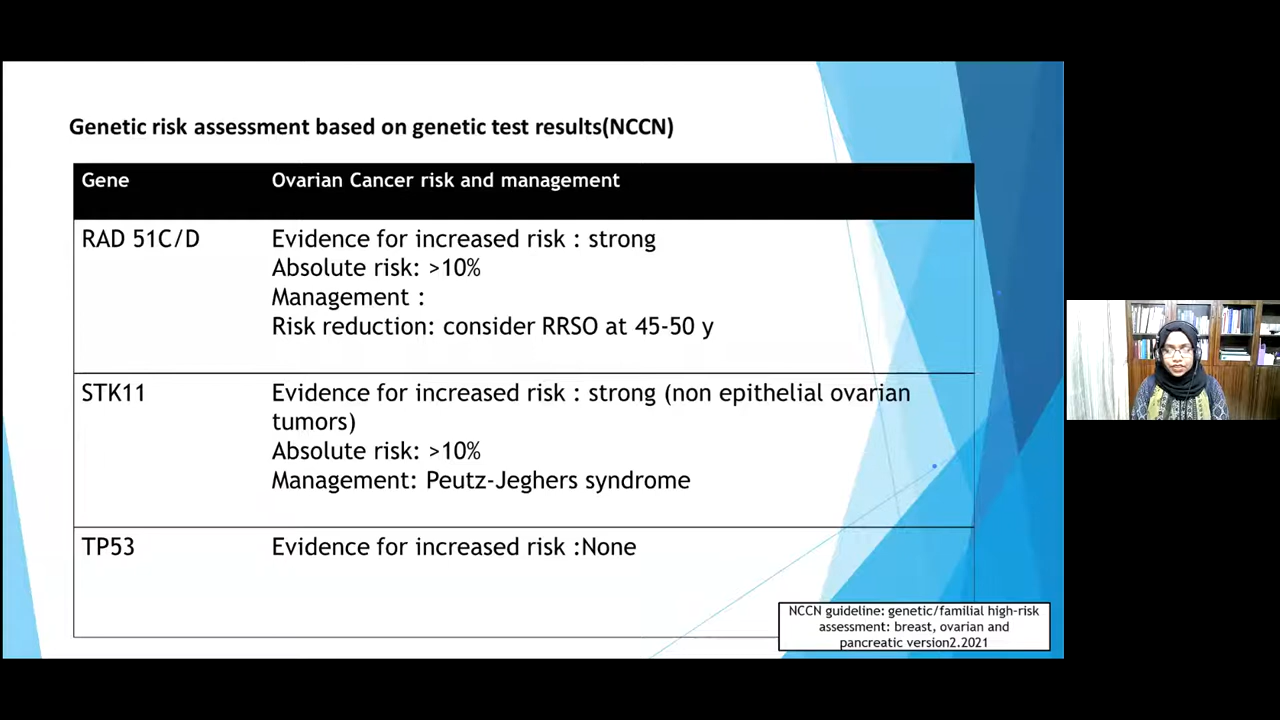 Genetic risk assessment based on genetic test results(NCCN)
Gene Ovarian Cancer risk and management
RAD 51C/D Evidence for increased risk : strong
Absolute risk: >10%
Management :
Risk reduction: consider RRSO at 45-50 y
STK11 Evidence for increased risk : strong (non epithelial ovarian
tumors)
Absolute risk: >10%
Management: Peutz-Jeghers syndrome
TP53 Evidence for increased risk :None
NCCN guideline: genetic/familial high-risk
assessment: breast, ovarian and
pancreatic version2.2021